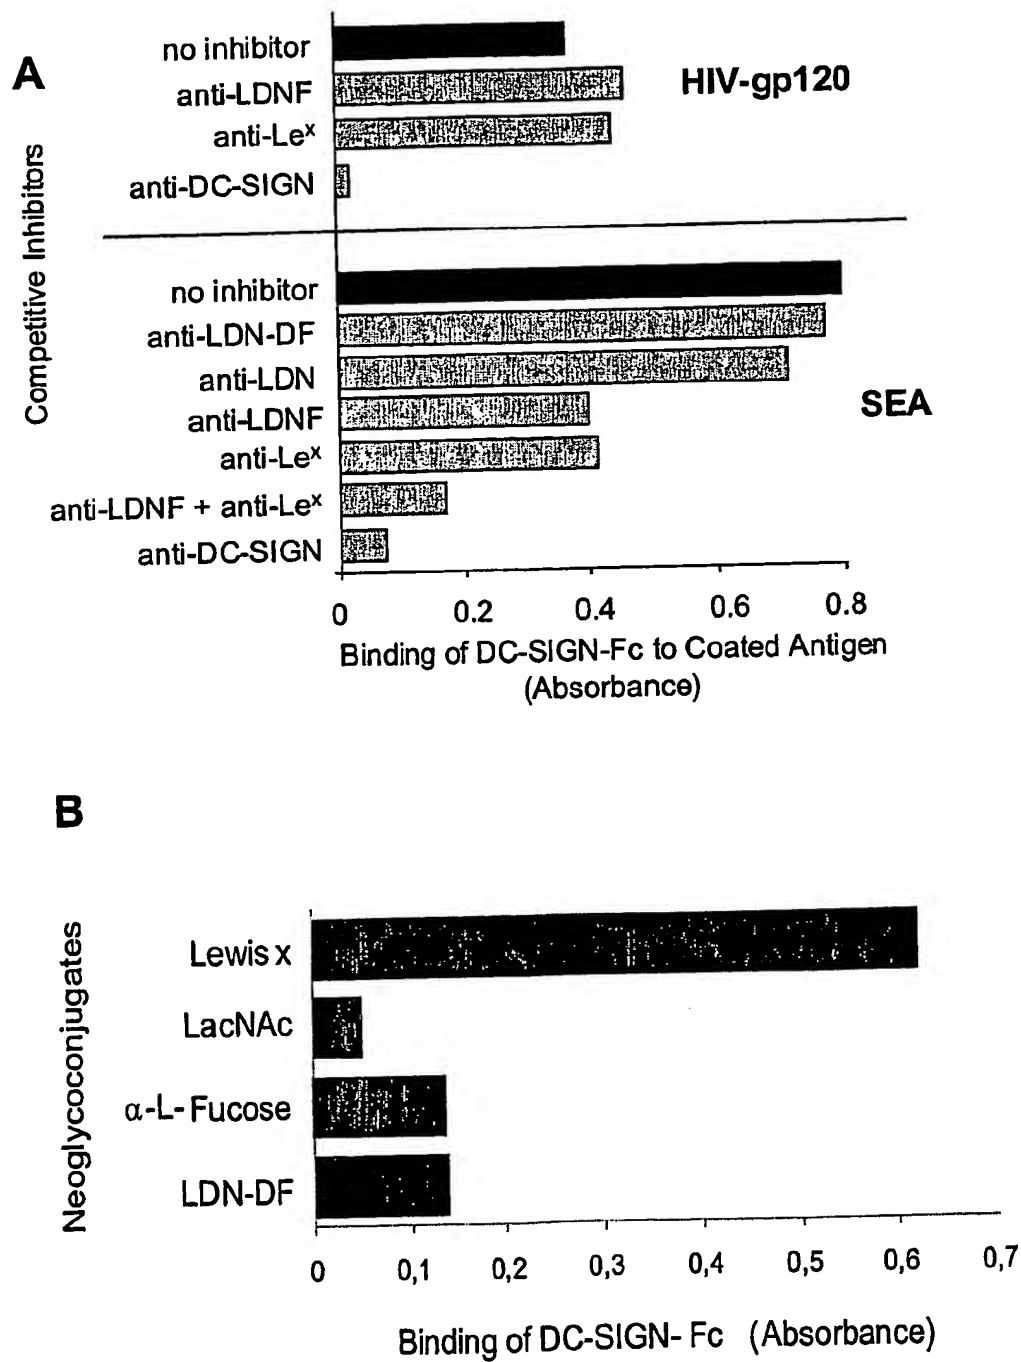 A
Competitive Inhibitors
no inhibitor
anti-LDNF
anti-Leˣ
anti-DC-SIGN
HIV-gp120
no inhibitor
anti-LDN-DF
anti-LDN
anti-LDNF
anti-Leˣ
anti-LDNF + anti-Leˣ
anti-DC-SIGN
SEA
0 0.2 0.4 0.6 0.8
Binding of DC-SIGN-Fc to Coated Antigen
(Absorbance)
B
Neoglycoconjugates
Lewis x
LacNAc
α-L-Fucose
LDN-DF
0 0,1 0,2 0,3 0,4 0,5 0,6 0,7
Binding of DC-SIGN- Fc (Absorbance)